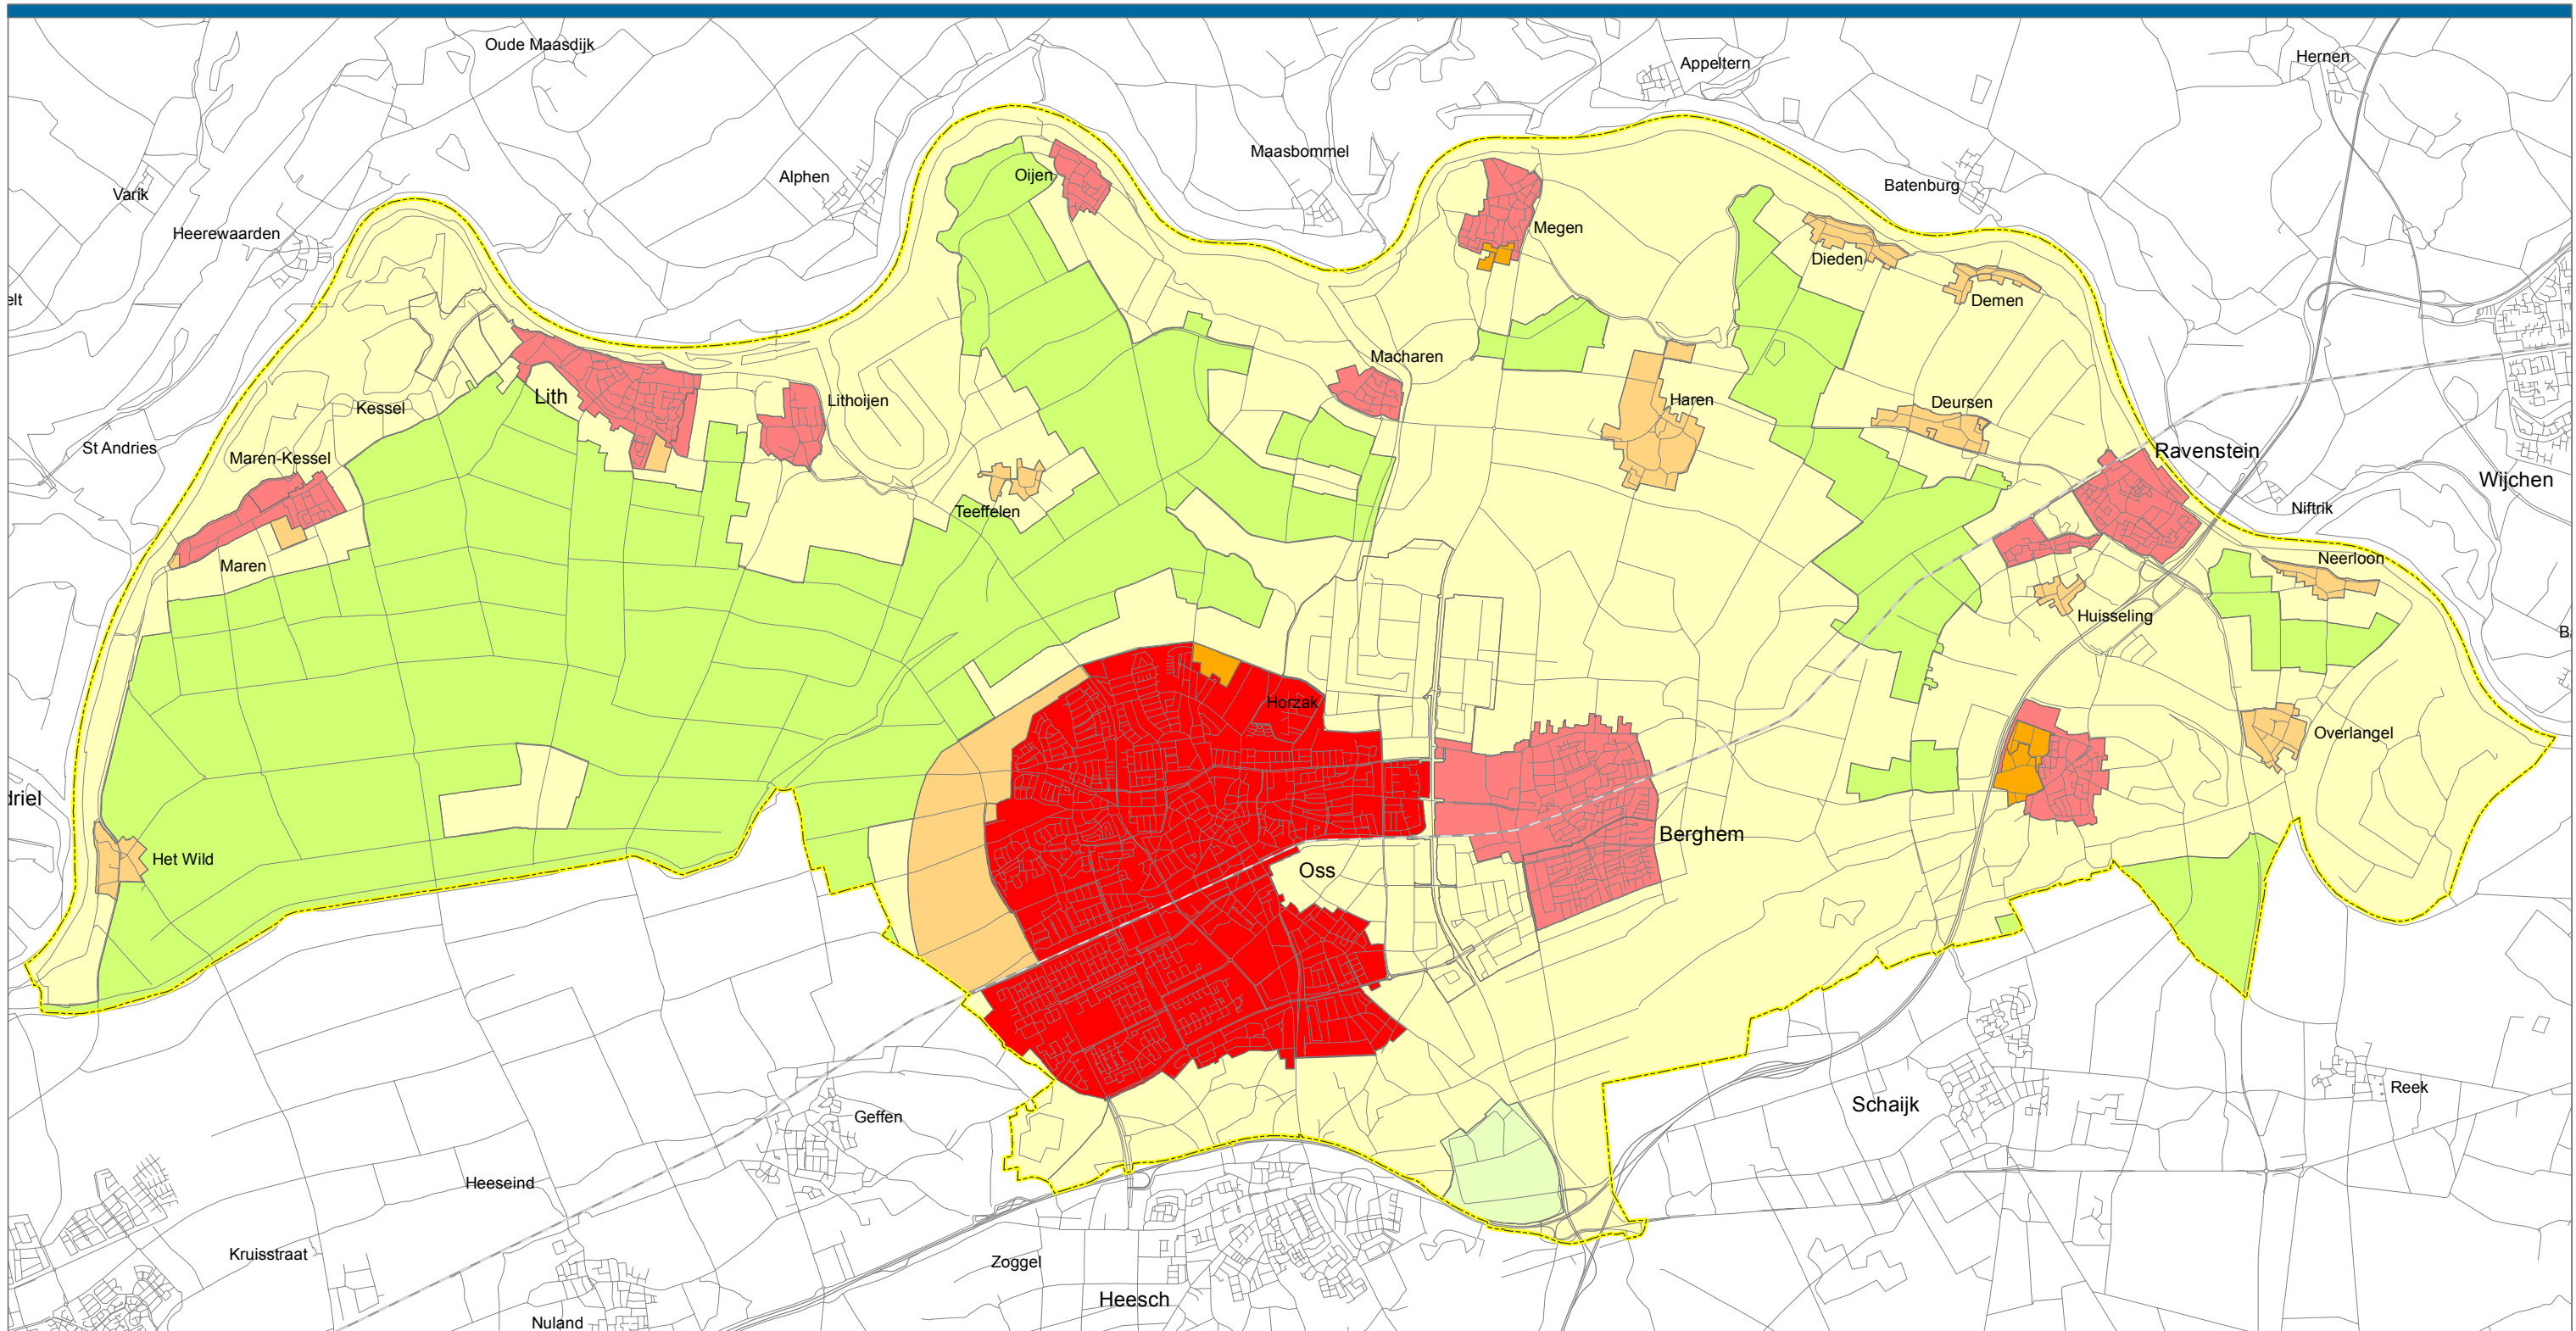 Oude Maasdijk
Appeltern
Hernen
Maasbommel
Alphen
Oijen
Batenburg
Varik
Heerewaarden
Megen
Dieden
Demen
elt
Macharen
Lith
Lithoijen
Haren
Deursen
Kessel
St Andries
Maren-Kessel
Ravenstein
Wijchen
Teeffelen
Niftrik
Maren
Neerloon
Huisseling
B
Horzak
Overlangel
driel
Berghem
Het Wild
Oss
Reek
Schaijk
Geffen
Heeseind
Kruisstraat
Zoggel
Heesch
Nuland